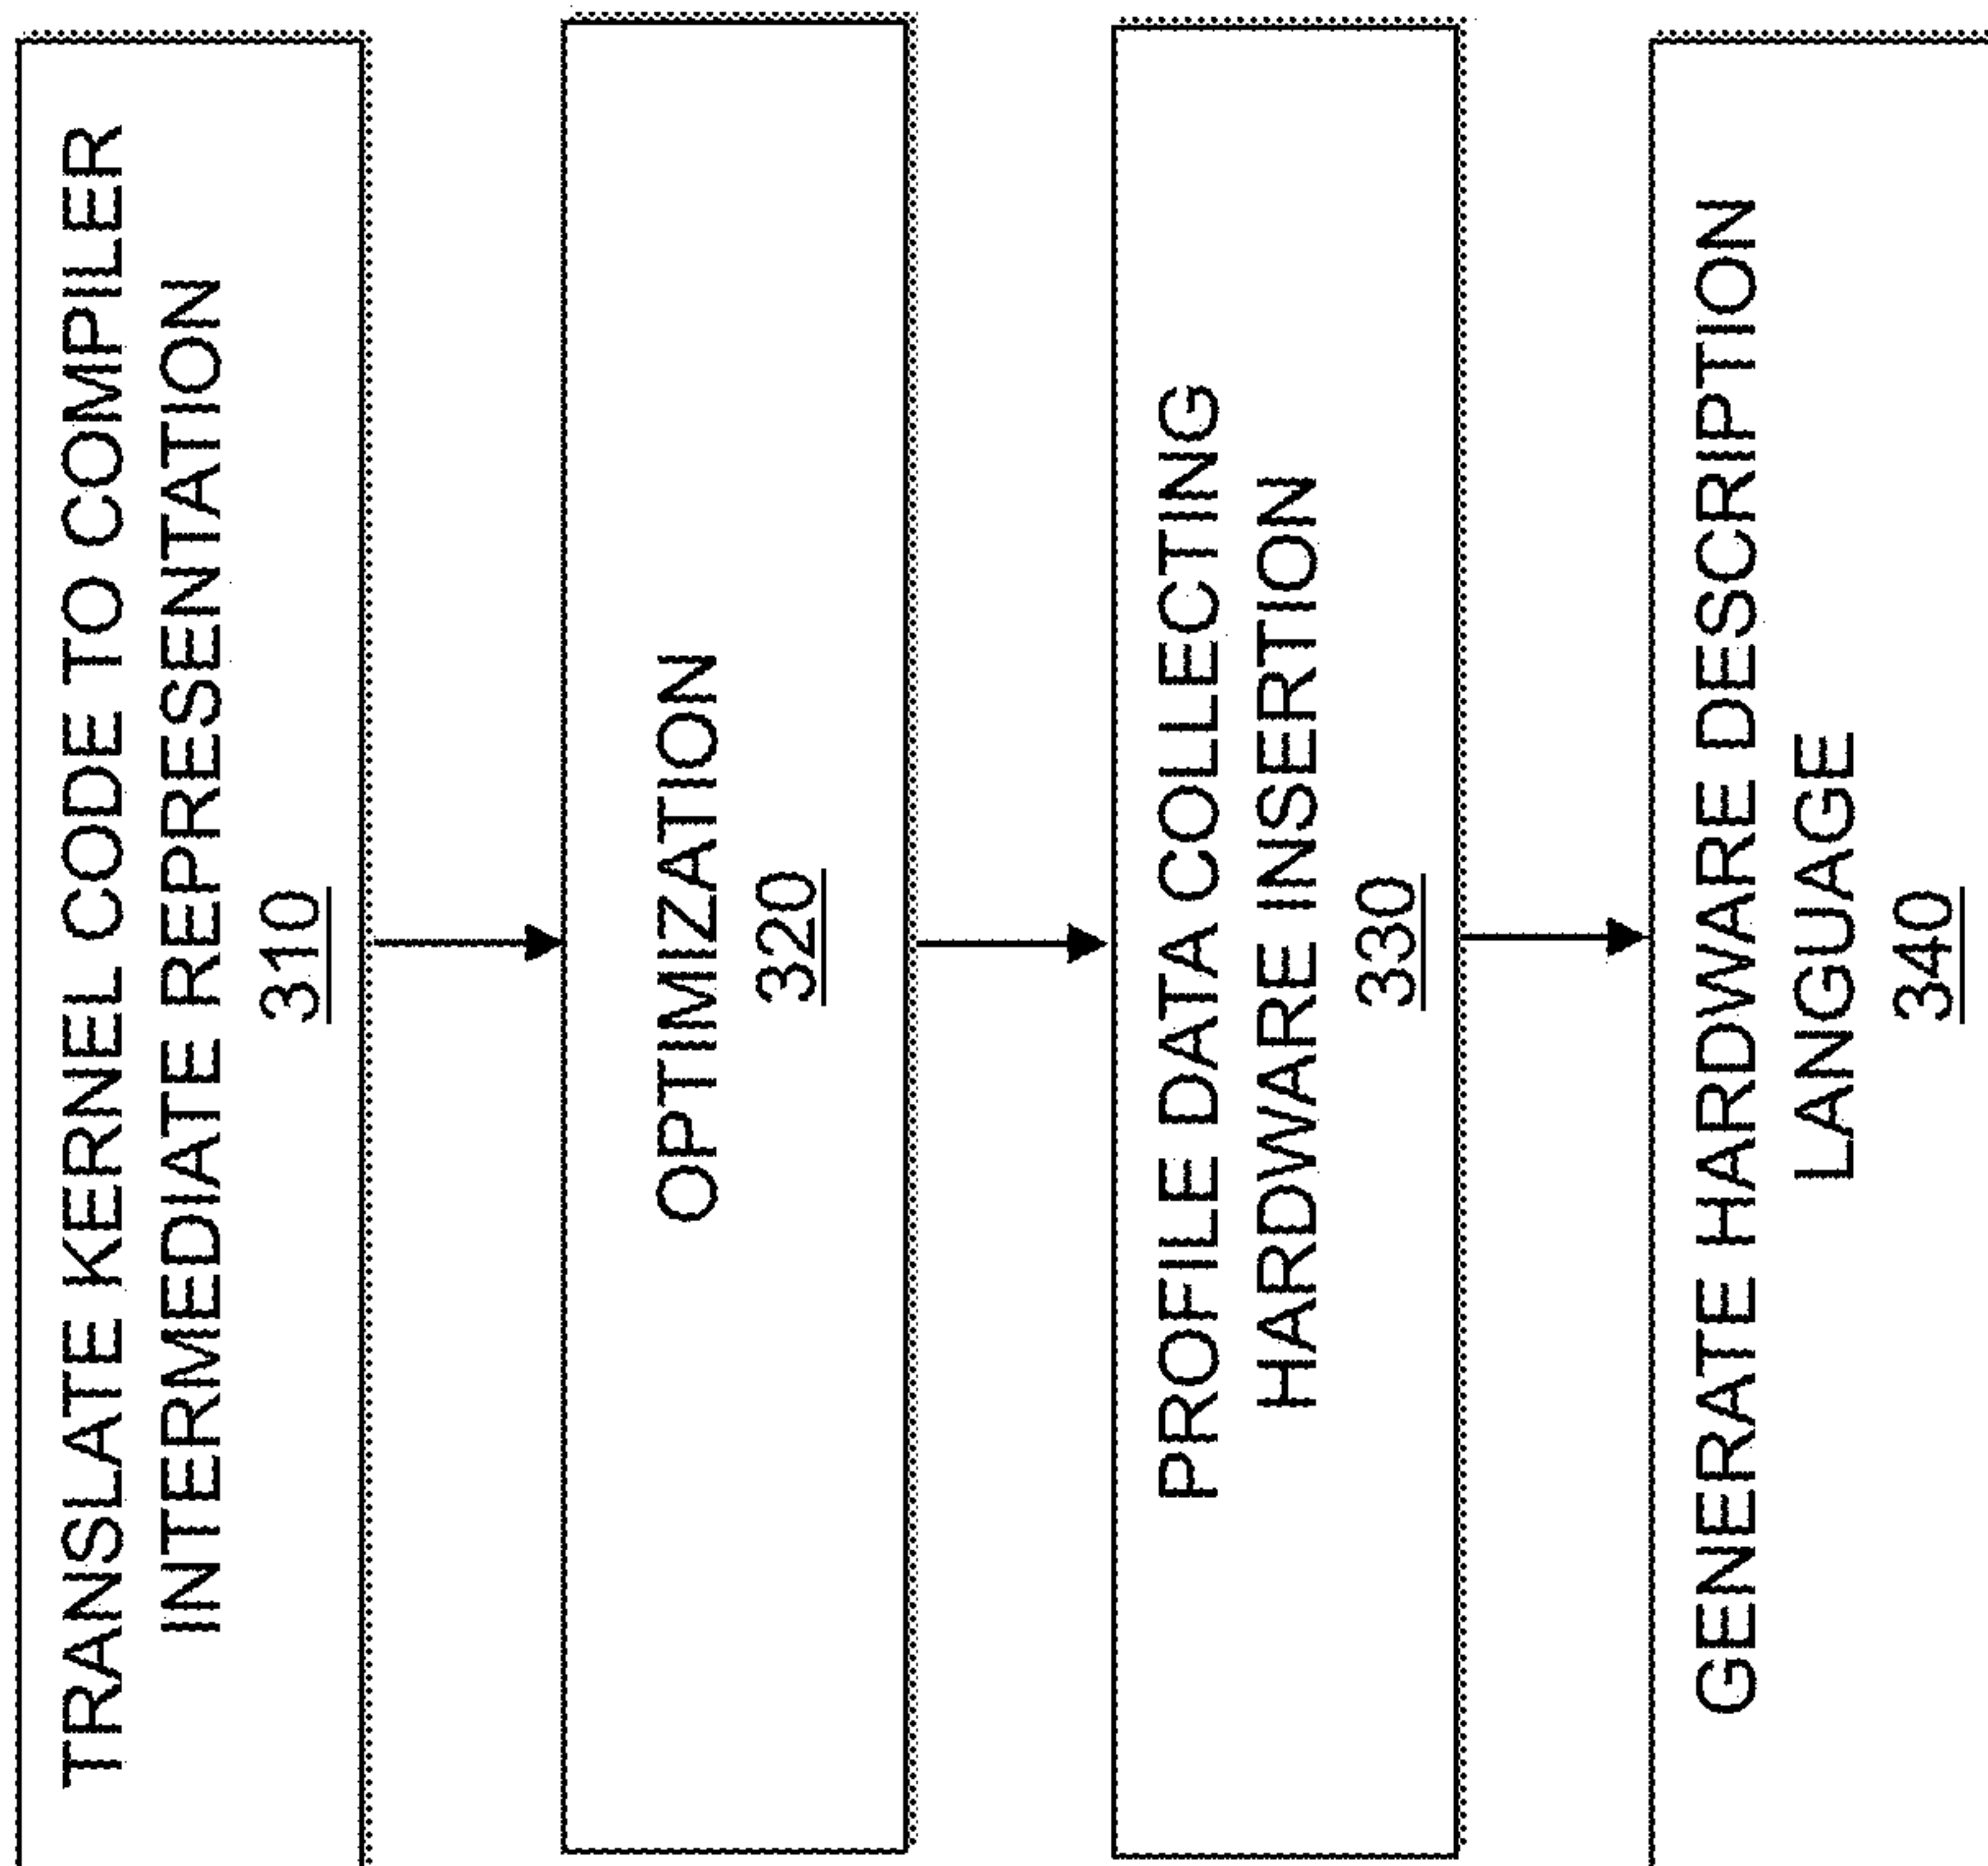 TRANSLATE KERNEL CODE TO COMPILER
INTERMEDIATE REPRESENTATION
310
OPTIMIZATION
320
PROFILE DATA COLLECTING
HARDWARE INSERTION
330
GENERATE HARDWARE DESCRIPTION
LANGUAGE
340